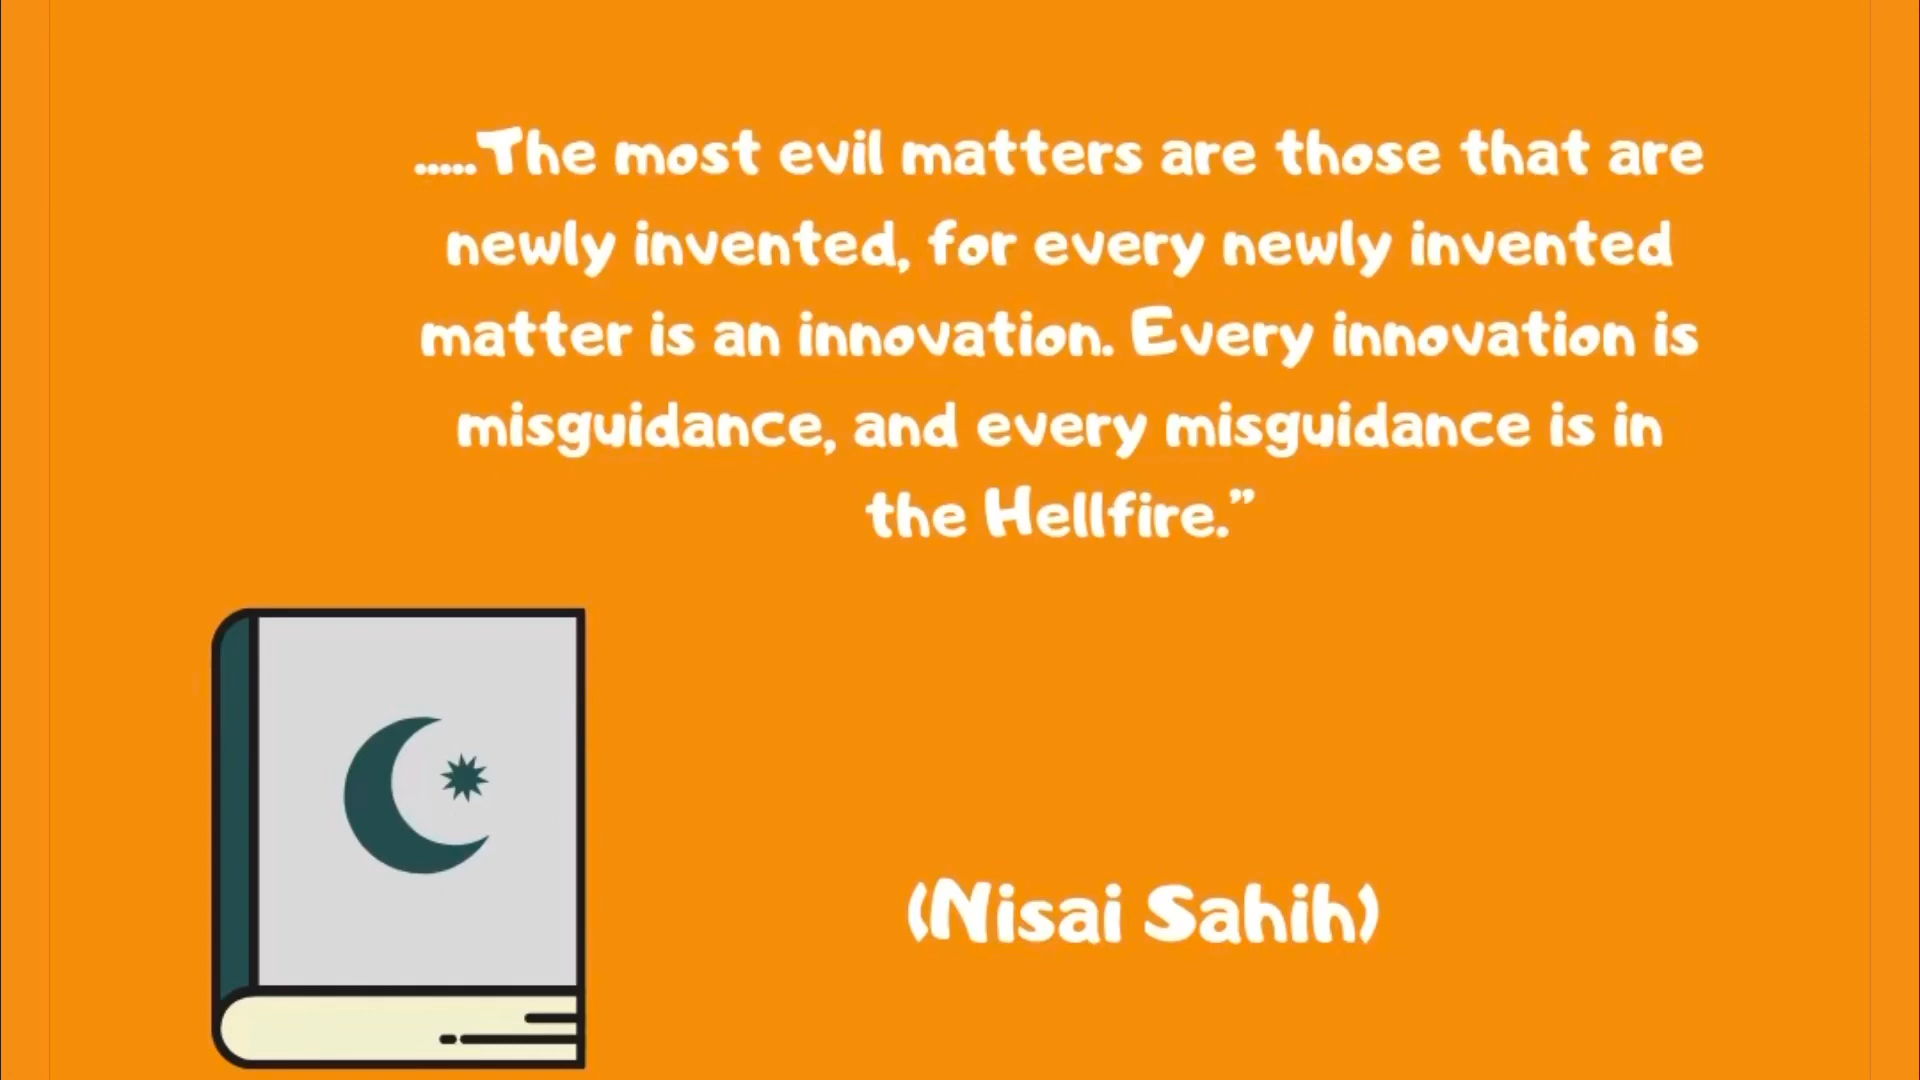 .....The most evil matters are those that are
newly invented, for every newly invented
matter is an innovation. Every innovation is
misguidance, and every misguidance is in
the Hellfire.”
(Nisai Sahih)